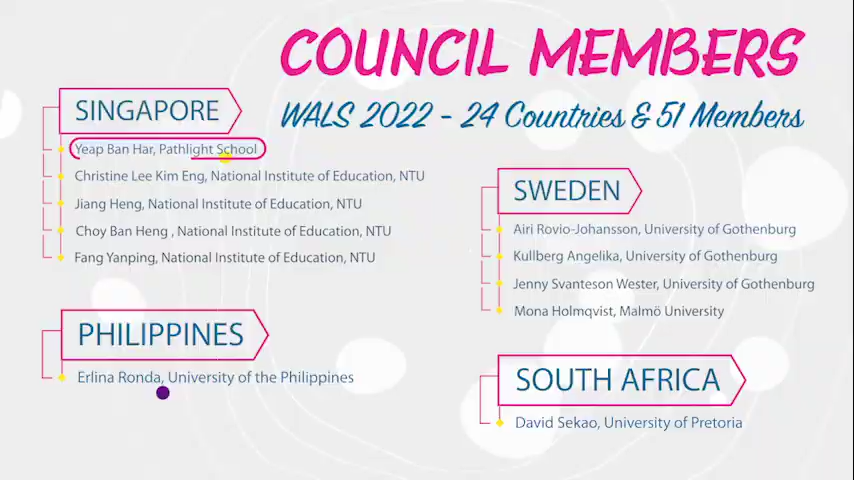 COUNCIL MEMBERS
WALS 2022 - 24 Countries & 51 Members
SINGAPORE
Yeap Ban Har, Pathlight School
Christine Lee Kim Eng, National Institute of Education, NTU
Jiang Heng, National Institute of Education, NTU
Choy Ban Heng , National Institute of Education, NTU
Fang Yanping, National Institute of Education, NTU
PHILIPPINES
Erlina Ronda, University of the Philippines
SWEDEN
Airi Rovio-Johansson, University of Gothenburg
Kullberg Angelika, University of Gothenburg
Jenny Svanteson Wester, University of Gothenburg
Mona Holmqvist, Malmö University
SOUTH AFRICA
David Sekao, University of Pretoria